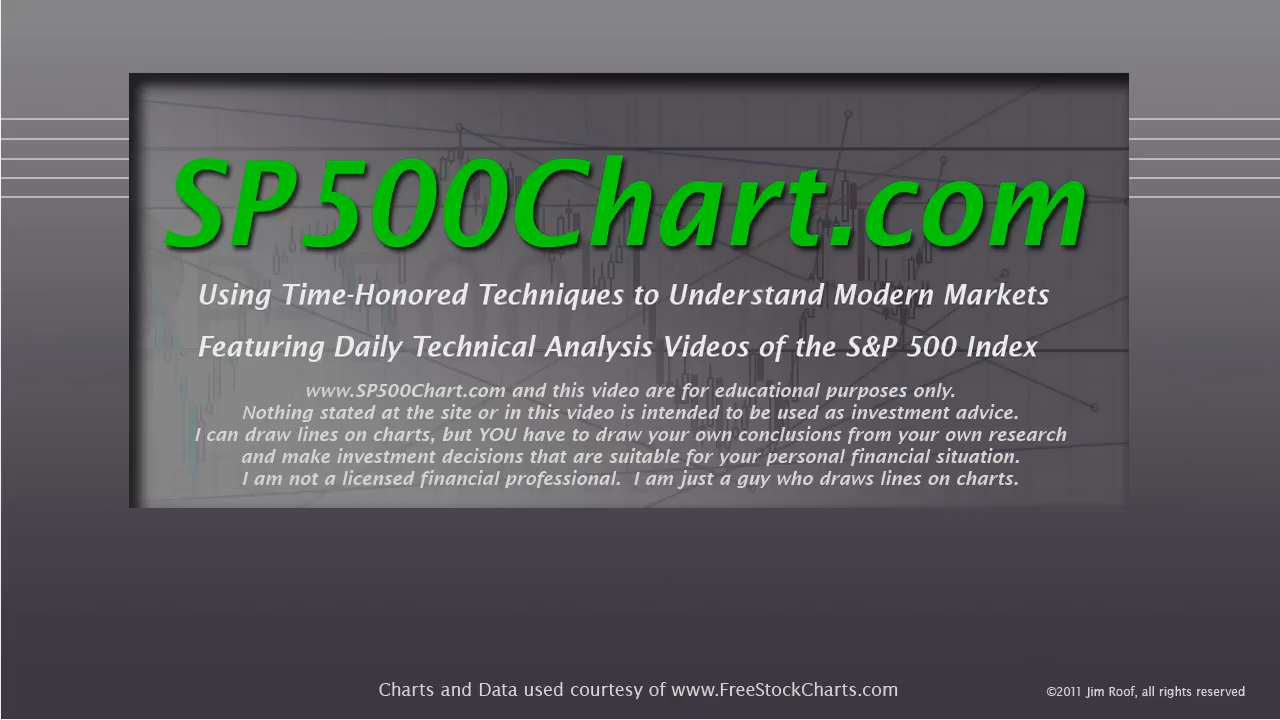 SP500Chart.com
Using Time-Honored Techniques to Understand Modern Markets
Featuring Daily Technical Analysis Videos of the S&P 500 Index
www.SP500Chart.com and this video are for educational purposes only.
Nothing stated at the site or in this video is intended to be used as investment advice.
I can draw lines on charts, but YOU have to draw your own conclusions from your own research
and make investment decisions that are suitable for your personal financial situation.
I am not a licensed financial professional.  I am just a guy who draws lines on charts.
Charts and Data used courtesy of www.FreeStockCharts.com
©2011 Jim Roof, all rights reserved